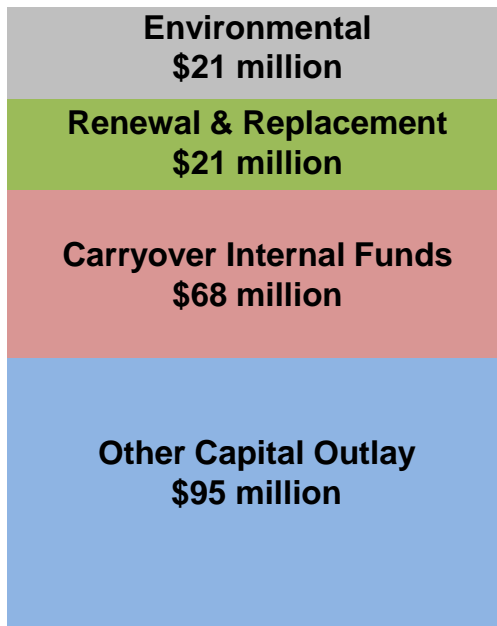 Environmental
$21 million
Renewal & Replacement
$21 million
Carryover Internal Funds
$68 million
Other Capital Outlay
$95 million